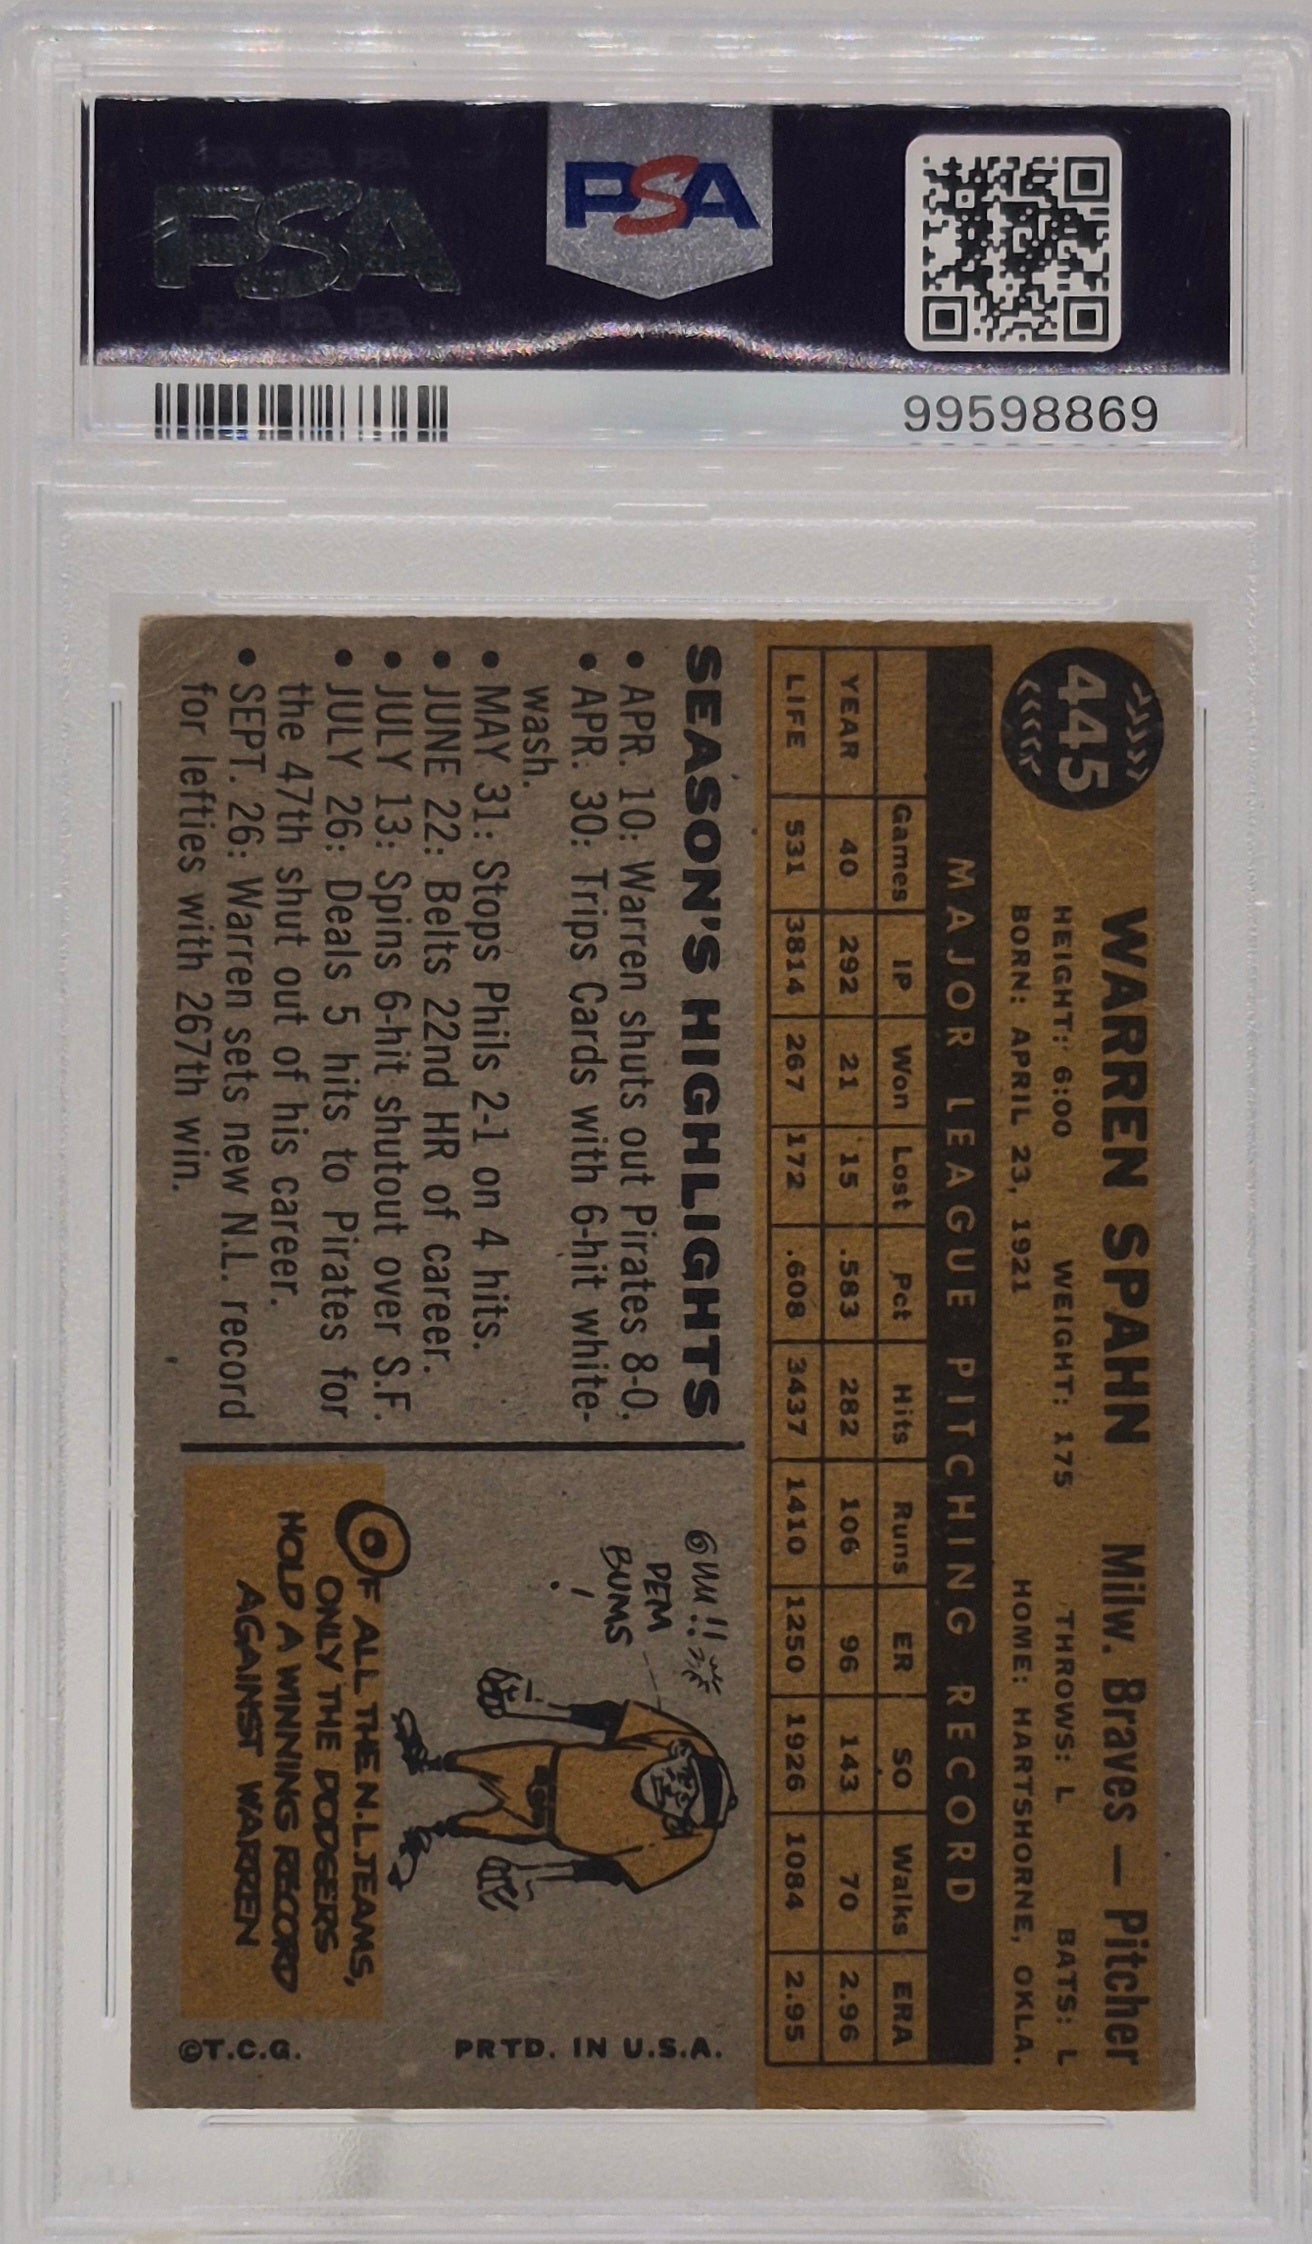 PSA
PSA
99598869
445
WARREN SPAHN Milw. Braves — Pitcher
HEIGHT: 6:00 WEIGHT: 175 THROWS: L BATS: L
BORN: APRIL 23, 1921 HOME: HARTSHORNE, OKLA.
MAJOR LEAGUE PITCHING RECORD
Games IP Won Lost Pct Hits Runs ER SO Walks ERA
YEAR 40 292 21 15 .583 282 106 96 143 70 2.96
LIFE 531 3814 267 172 .608 3437 1410 1250 1926 1084 2.95
SEASON'S HIGHLIGHTS
• APR. 10: Warren shuts out Pirates 8-0.
• APR. 30: Trips Cards with 6-hit white-
wash.
• MAY 31: Stops Phils 2-1 on 4 hits.
• JUNE 22: Belts 22nd HR of career.
• JULY 13: Spins 6-hit shutout over S.F.
• JULY 26: Deals 5 hits to Pirates for
the 47th shut out of his career.
• SEPT. 26: Warren sets new N.L. record
for lefties with 267th win.
DEM
BUMS
!
OF ALL THE N.L. TEAMS,
ONLY THE DODGERS
HOLD A WINNING RECORD
AGAINST WARREN
©T.C.G. PRTD. IN U.S.A.